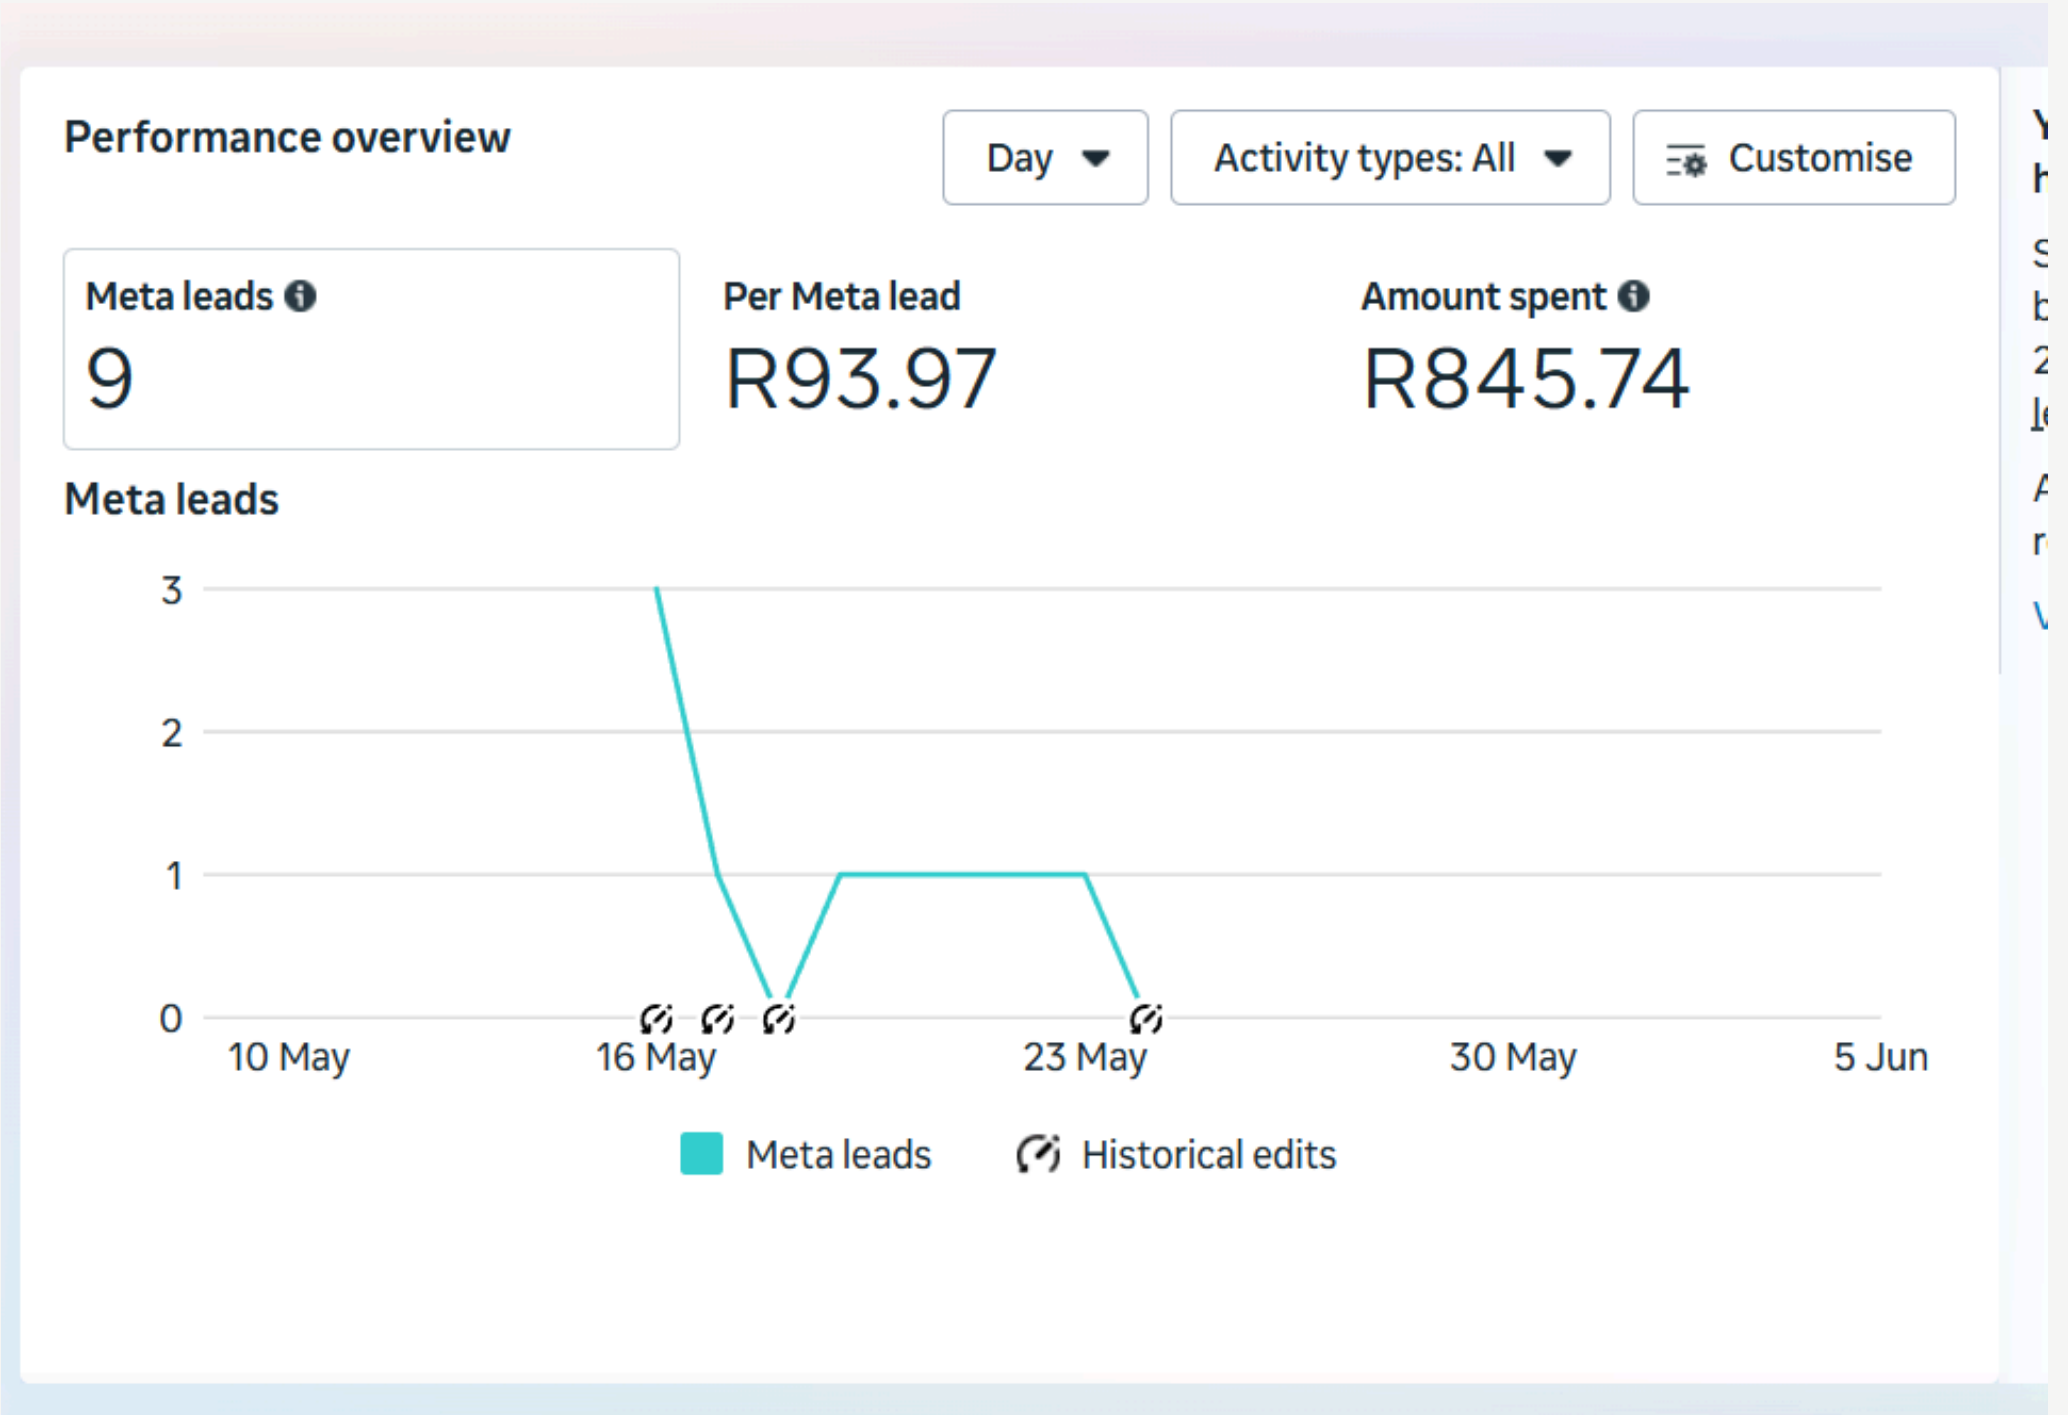 Performance overview
Day
Activity types: All
Customise
Meta leads
9
Per Meta lead
R93.97
Amount spent
R845.74
Meta leads
3
2
1
0
10 May
16 May
23 May
30 May
5 Jun
Meta leads
Historical edits